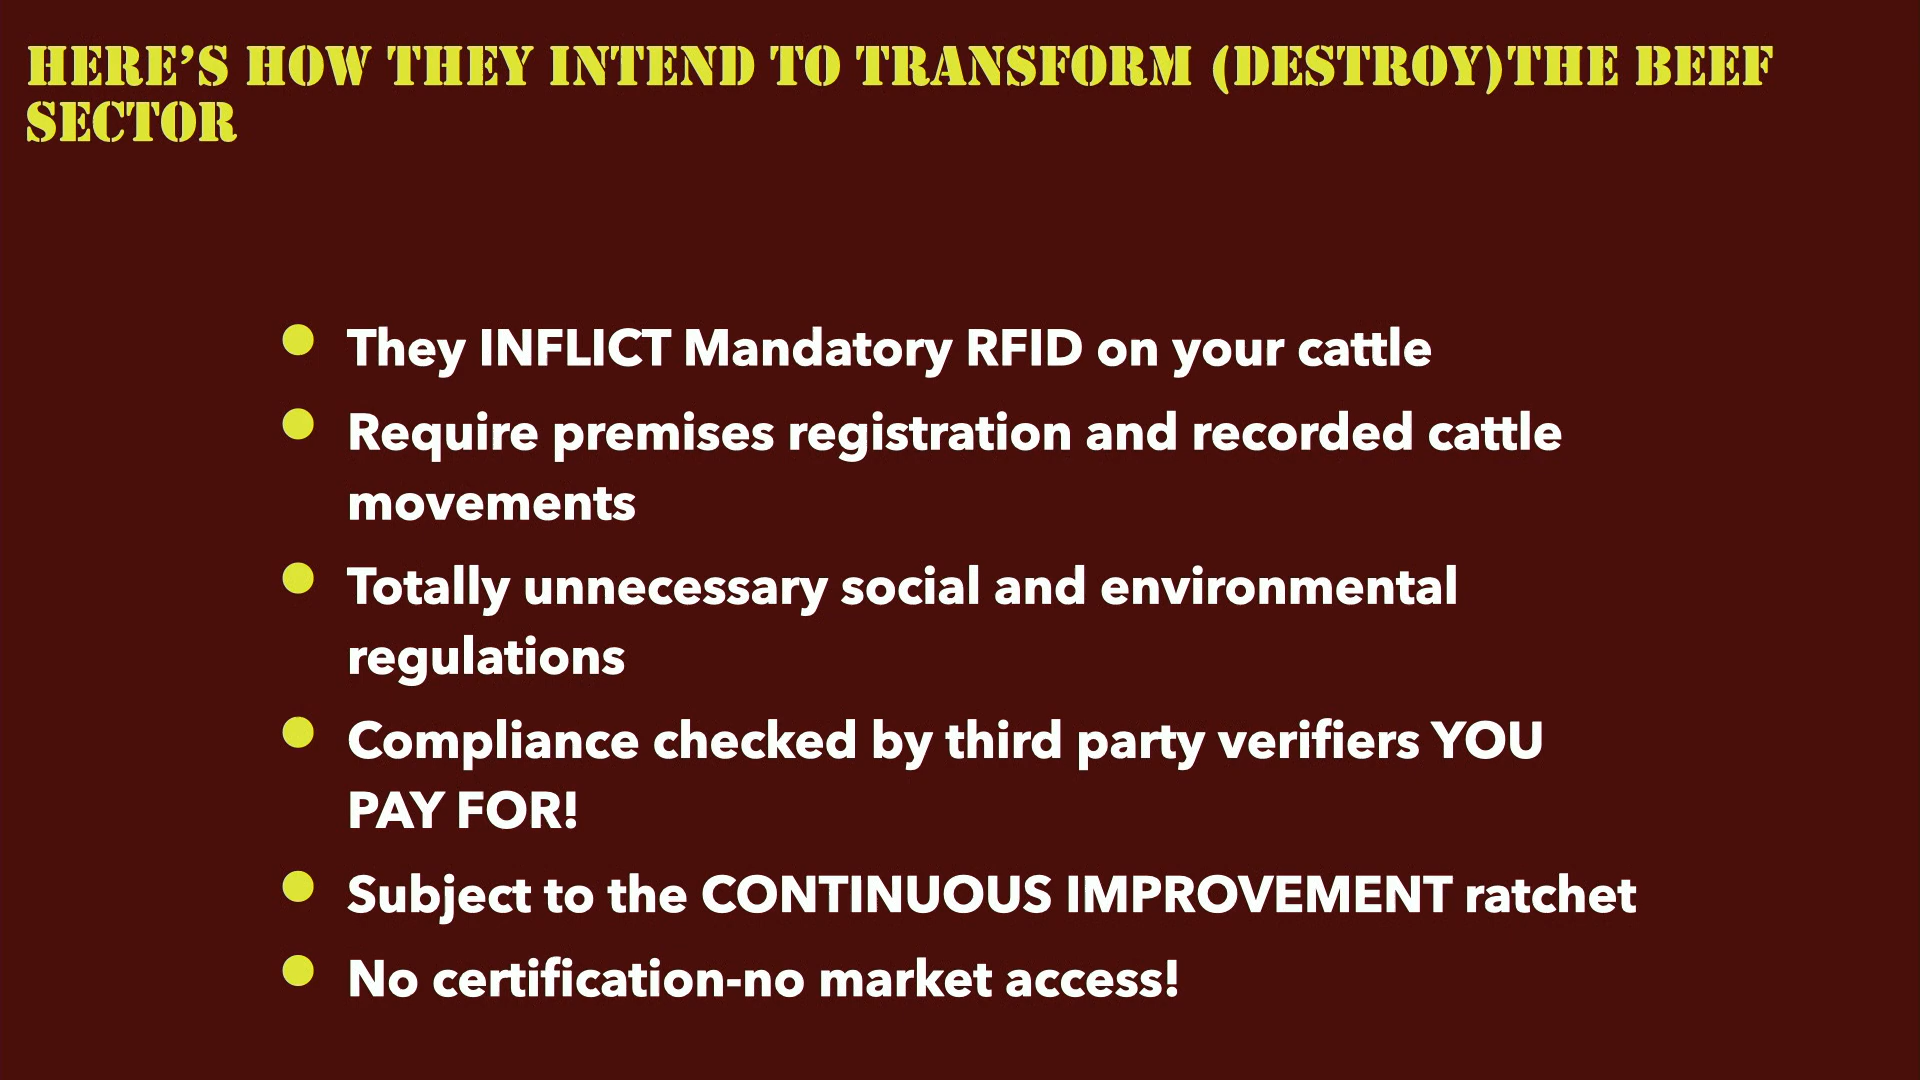 HERE’S HOW THEY INTEND TO TRANSFORM (DESTROY)THE BEEF
SECTOR
They INFLICT Mandatory RFID on your cattle
Require premises registration and recorded cattle
movements
Totally unnecessary social and environmental
regulations
Compliance checked by third party verifiers YOU
PAY FOR!
Subject to the CONTINUOUS IMPROVEMENT ratchet
No certification-no market access!